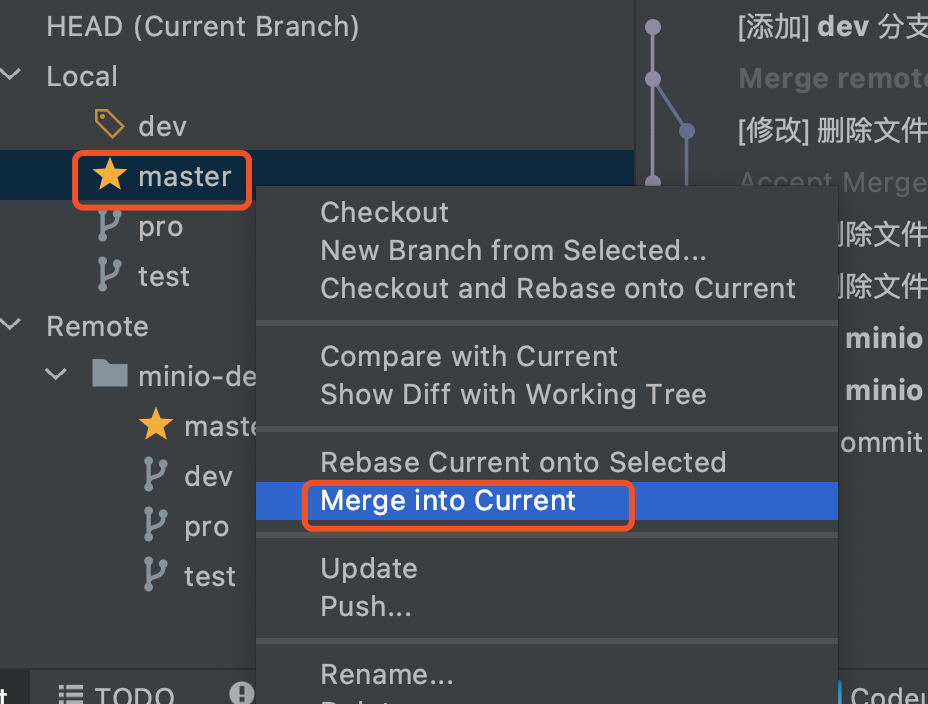 HEAD (Current Branch)
Local
dev
master
pro
test
Remote
minio-de
maste
dev
pro
test
[添加] dev 分支
Merge remote
[修改] 删除文件
Accept Merge
删除文件
删除文件
minio
minio
ommit
Checkout
New Branch from Selected...
Checkout and Rebase onto Current
Compare with Current
Show Diff with Working Tree
Rebase Current onto Selected
Merge into Current
Update
Push...
Rename...
t
TODO
Codeu